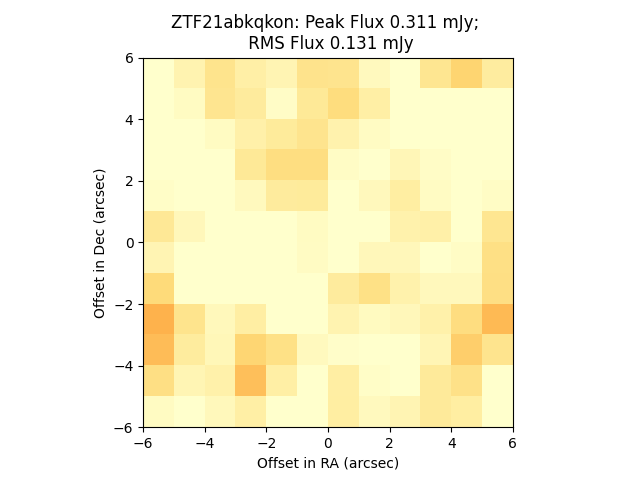 ZTF21abkqkon: Peak Flux 0.311 mJy;
RMS Flux 0.131 mJy
6
4
2
0
−2
−4
−6
Offset in Dec (arcsec)
−6 −4 −2 0 2 4 6
Offset in RA (arcsec)